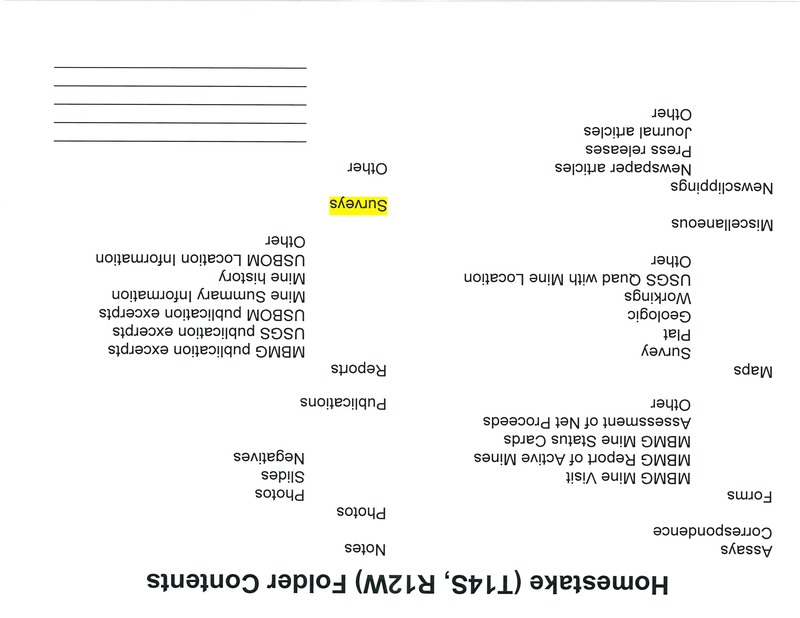 Homestake (T14S, R12W) Folder Contents
Assays
Correspondence
Forms
MBMG Mine Visit
MBMG Report of Active Mines
MBMG Mine Status Cards
Assessment of Net Proceeds
Other
Maps
Survey
Plat
Geologic
Workings
USGS Quad with Mine Location
Other
Miscellaneous
Newsclippings
Newspaper articles
Press releases
Journal articles
Other
Notes
Photos
Photos
Slides
Negatives
Publications
Reports
MBMG publication excerpts
USGS publication excerpts
USBOM publication excerpts
Mine Summary Information
Mine history
USBOM Location Information
Other
Surveys
Other